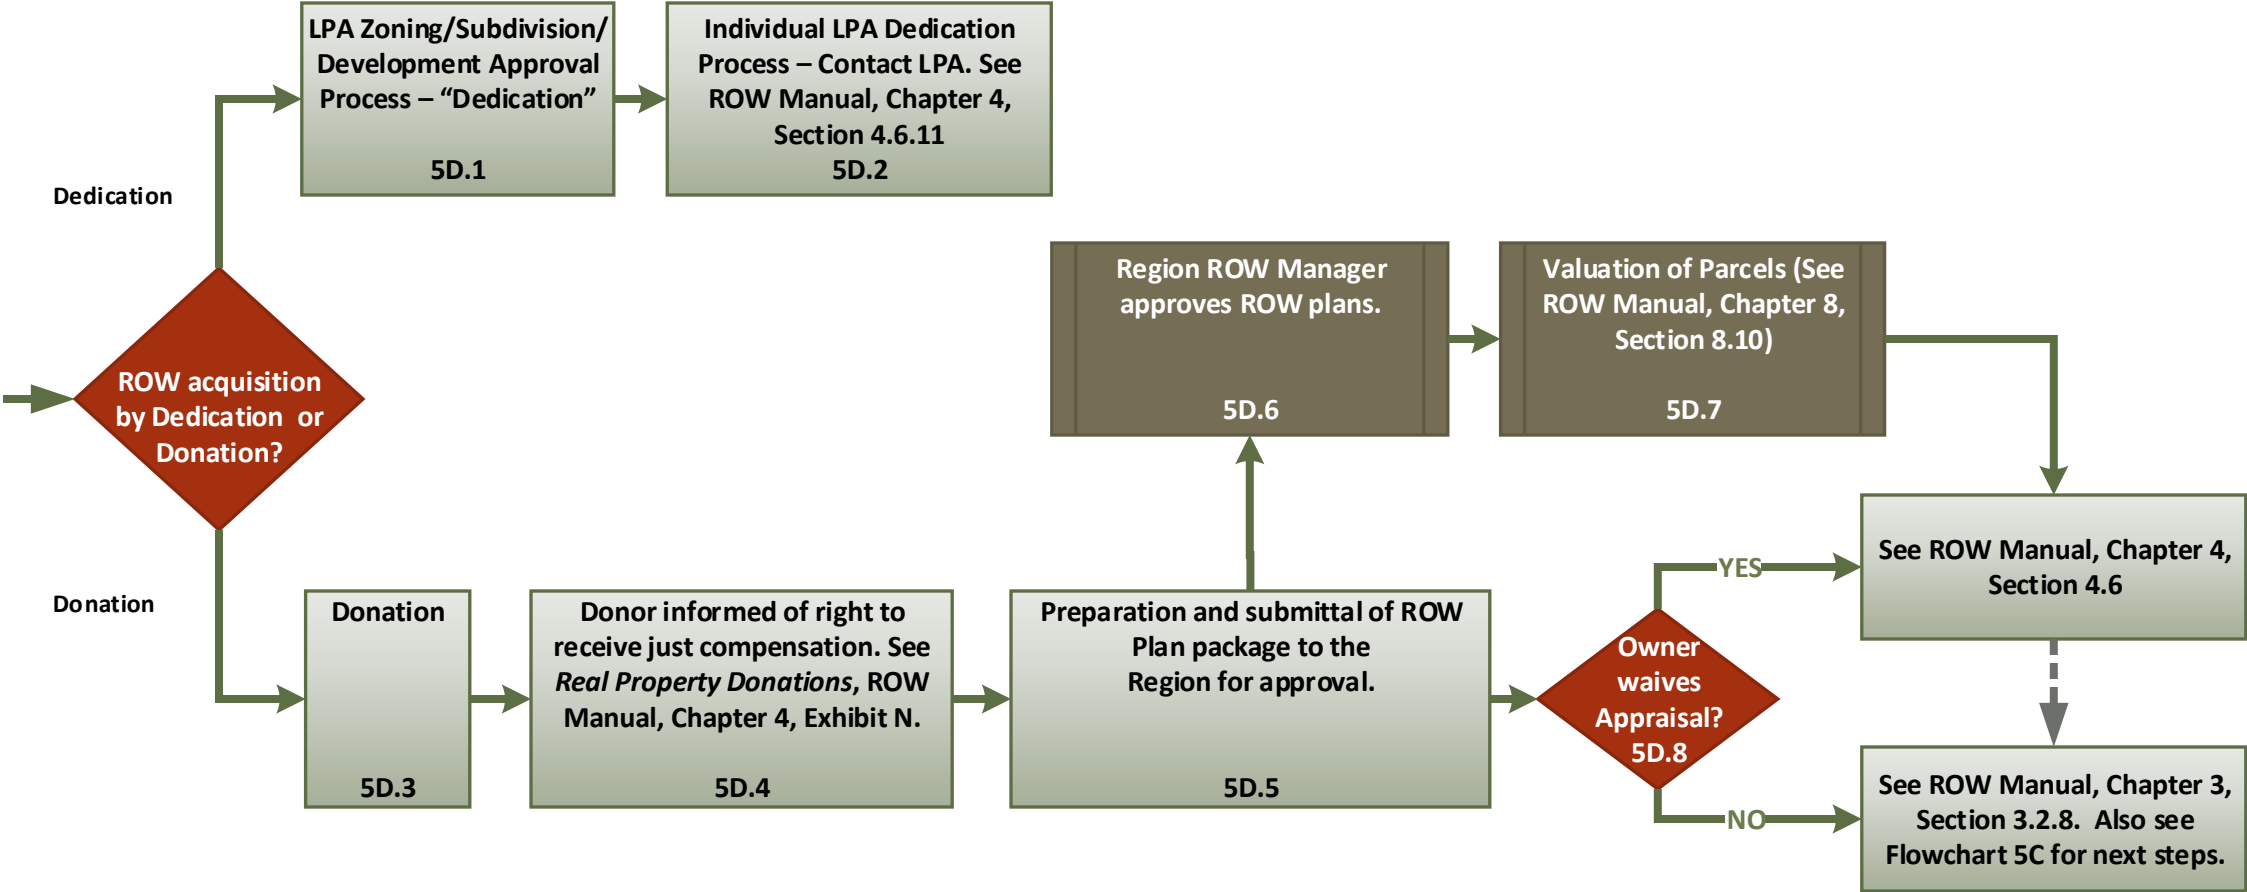 LPA Zoning/Subdivision/
Development Approval
Process – “Dedication”
5D.1
Individual LPA Dedication
Process – Contact LPA. See
ROW Manual, Chapter 4,
Section 4.6.11
5D.2
Dedication
ROW acquisition
by Dedication or
Donation?
Donation
Region ROW Manager
approves ROW plans.
5D.6
Valuation of Parcels (See
ROW Manual, Chapter 8,
Section 8.10)
5D.7
Donation
5D.3
Donor informed of right to
receive just compensation. See
Real Property Donations, ROW
Manual, Chapter 4, Exhibit N.
5D.4
Preparation and submittal of ROW
Plan package to the
Region for approval.
5D.5
Owner
waives
Appraisal?
5D.8
YES
See ROW Manual, Chapter 4,
Section 4.6
NO
See ROW Manual, Chapter 3,
Section 3.2.8. Also see
Flowchart 5C for next steps.